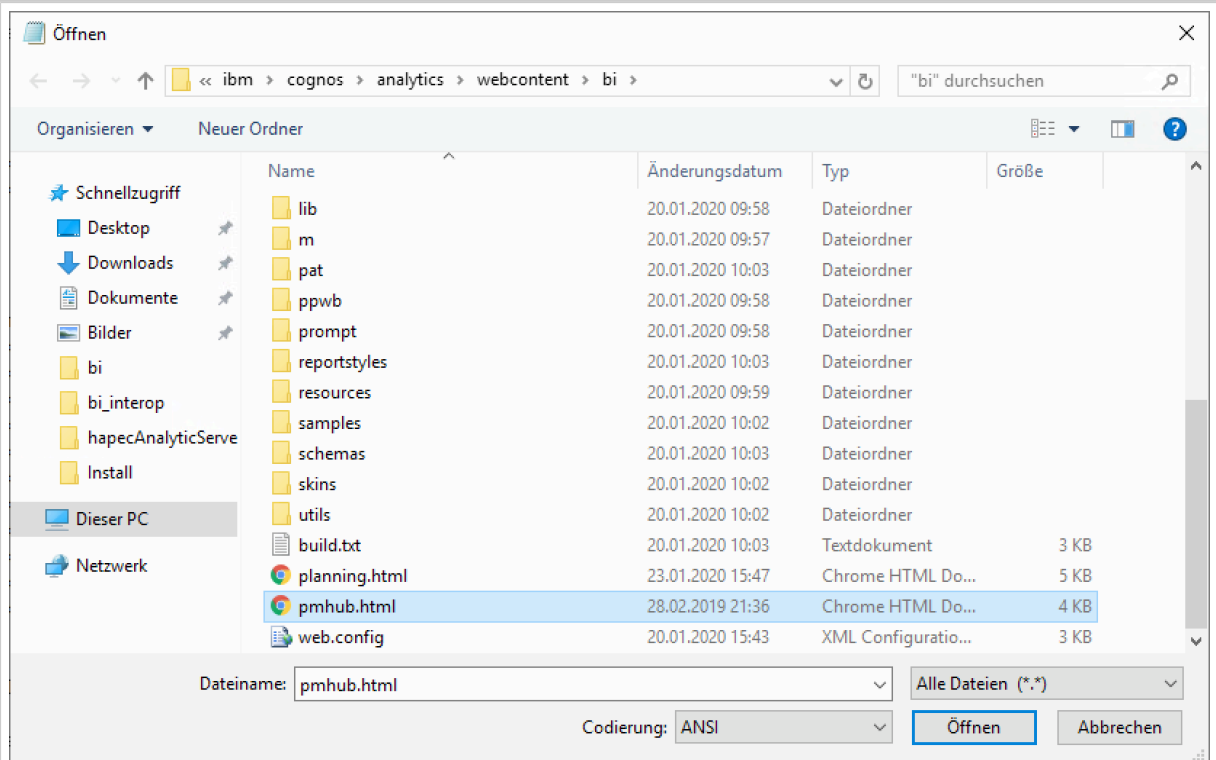 Öffnen
« ibm > cognos > analytics > webcontent > bi >
"bi" durchsuchen
Organisieren
Neuer Ordner
?
Name Änderungsdatum Typ Größe
Schnellzugriff
Desktop
Downloads
Dokumente
Bilder
bi
bi_interop
hapecAnalyticServe
Install
Dieser PC
Netzwerk
lib 20.01.2020 09:58 Dateiordner
m 20.01.2020 09:57 Dateiordner
pat 20.01.2020 10:03 Dateiordner
ppwb 20.01.2020 09:58 Dateiordner
prompt 20.01.2020 09:58 Dateiordner
reportstyles 20.01.2020 10:03 Dateiordner
resources 20.01.2020 09:59 Dateiordner
samples 20.01.2020 10:02 Dateiordner
schemas 20.01.2020 10:03 Dateiordner
skins 20.01.2020 10:02 Dateiordner
utils 20.01.2020 10:02 Dateiordner
build.txt 20.01.2020 10:03 Textdokument 3 KB
planning.html 23.01.2020 15:47 Chrome HTML Do... 5 KB
pmhub.html 28.02.2019 21:36 Chrome HTML Do... 4 KB
web.config 20.01.2020 15:43 XML Configuratio... 3 KB
Dateiname: pmhub.html
Alle Dateien (*.*)
Codierung: ANSI
Öffnen
Abbrechen